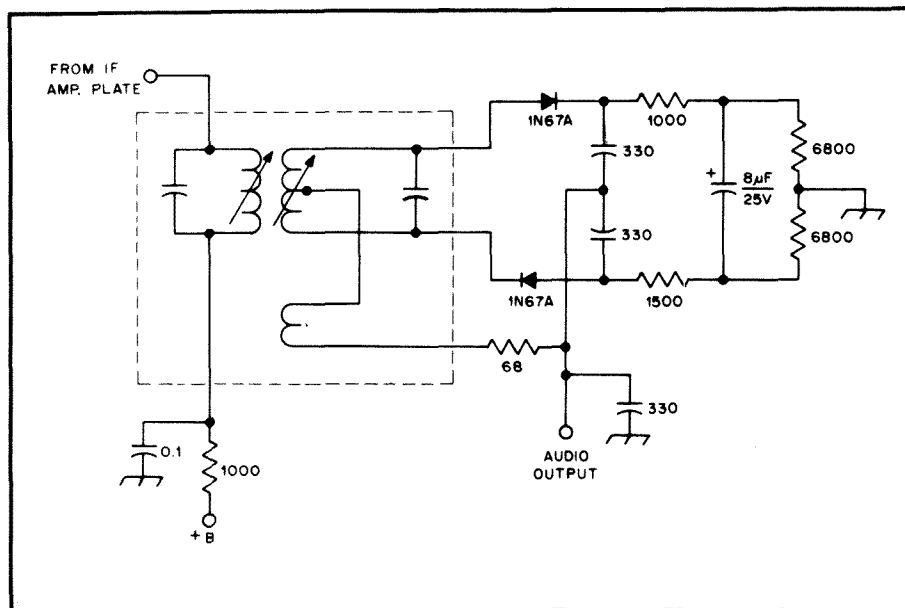 FROM IF
AMP. PLATE
1N67A
1000
330
6800
+
8µF
25V
330
6800
1N67A
1500
68
330
0.1
1000
AUDIO
OUTPUT
+B